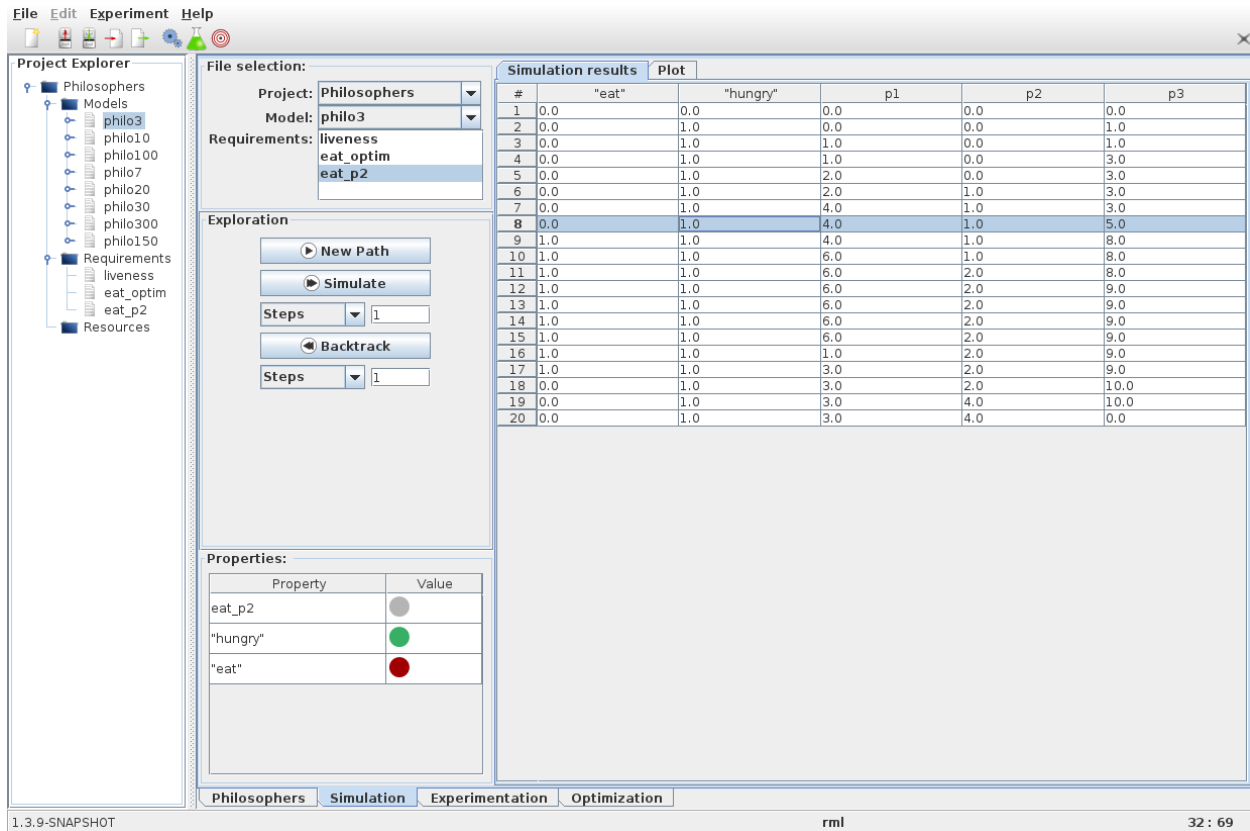 File Edit Experiment Help
Project Explorer
Philosophers
Models
philo3
philo10
philo100
philo7
philo20
philo30
philo300
philo150
Requirements
liveness
eat_optim
eat_p2
Resources
File selection:
Project: Philosophers
Model: philo3
Requirements: liveness
eat_optim
eat_p2
Exploration
New Path
Simulate
Steps 1
Backtrack
Steps 1
Properties:
Property Value
eat_p2
"hungry"
"eat"
Simulation results Plot
# "eat" "hungry" p1 p2 p3
1 0.0 0.0 0.0 0.0 0.0
2 0.0 1.0 0.0 0.0 1.0
3 0.0 1.0 1.0 0.0 1.0
4 0.0 1.0 1.0 0.0 3.0
5 0.0 1.0 2.0 0.0 3.0
6 0.0 1.0 2.0 1.0 3.0
7 0.0 1.0 4.0 1.0 3.0
8 0.0 1.0 4.0 1.0 5.0
9 1.0 1.0 4.0 1.0 8.0
10 1.0 1.0 6.0 1.0 8.0
11 1.0 1.0 6.0 2.0 8.0
12 1.0 1.0 6.0 2.0 9.0
13 1.0 1.0 6.0 2.0 9.0
14 1.0 1.0 6.0 2.0 9.0
15 1.0 1.0 6.0 2.0 9.0
16 1.0 1.0 1.0 2.0 9.0
17 1.0 1.0 3.0 2.0 9.0
18 0.0 1.0 3.0 2.0 10.0
19 0.0 1.0 3.0 4.0 10.0
20 0.0 1.0 3.0 4.0 0.0
Philosophers Simulation Experimentation Optimization
1.3.9-SNAPSHOT rml 32 : 69